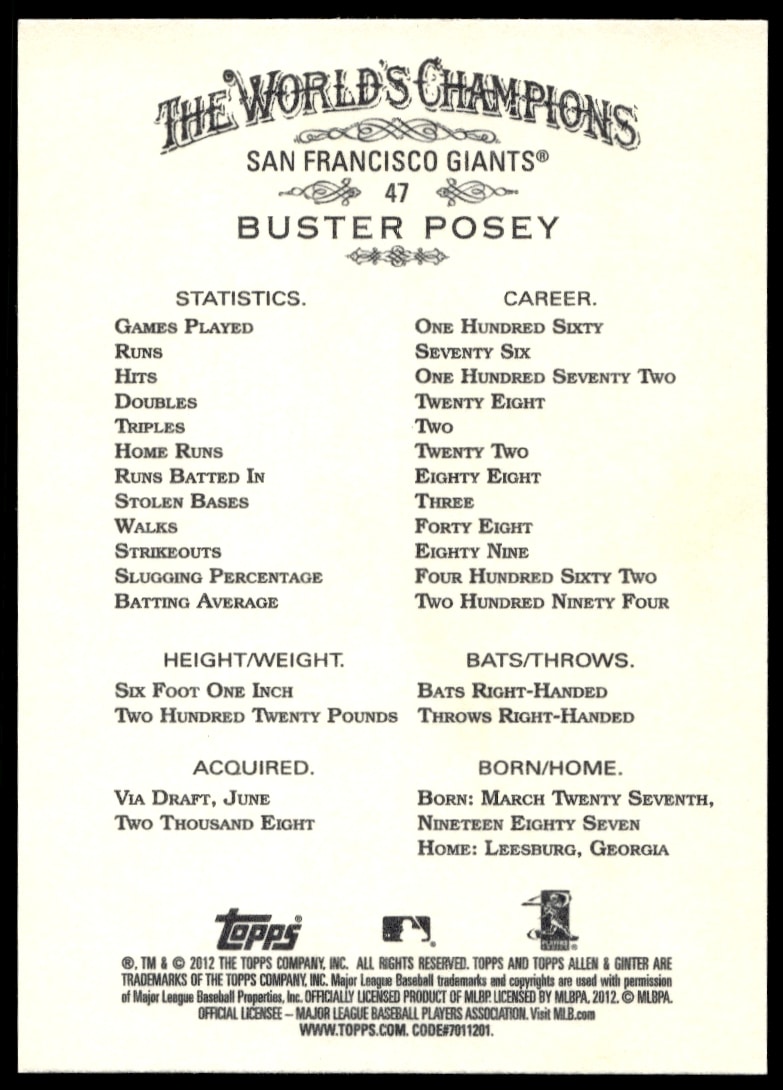 THE WORLD'S CHAMPIONS
SAN FRANCISCO GIANTS®
47
BUSTER POSEY
STATISTICS. CAREER.
GAMES PLAYED ONE HUNDRED SIXTY
RUNS SEVENTY SIX
HITS ONE HUNDRED SEVENTY TWO
DOUBLES TWENTY EIGHT
TRIPLES TWO
HOME RUNS TWENTY TWO
RUNS BATTED IN EIGHTY EIGHT
STOLEN BASES THREE
WALKS FORTY EIGHT
STRIKEOUTS EIGHTY NINE
SLUGGING PERCENTAGE FOUR HUNDRED SIXTY TWO
BATTING AVERAGE TWO HUNDRED NINETY FOUR
HEIGHT/WEIGHT. BATS/THROWS.
SIX FOOT ONE INCH BATS RIGHT-HANDED
TWO HUNDRED TWENTY POUNDS THROWS RIGHT-HANDED
ACQUIRED. BORN/HOME.
VIA DRAFT, JUNE BORN: MARCH TWENTY SEVENTH,
TWO THOUSAND EIGHT NINETEEN EIGHTY SEVEN
HOME: LEESBURG, GEORGIA
Topps®
®, TM & © 2012 THE TOPPS COMPANY, INC. ALL RIGHTS RESERVED. TOPPS AND TOPPS ALLEN & GINTER ARE
TRADEMARKS OF THE TOPPS COMPANY, INC. Major League Baseball trademarks and copyrights are used with permission
of Major League Baseball Properties, Inc. OFFICIALLY LICENSED PRODUCT OF MLBP. LICENSED BY MLBPA, 2012. © MLBPA.
OFFICIAL LICENSEE – MAJOR LEAGUE BASEBALL PLAYERS ASSOCIATION. Visit MLB.com
WWW.TOPPS.COM. CODE#7011201.